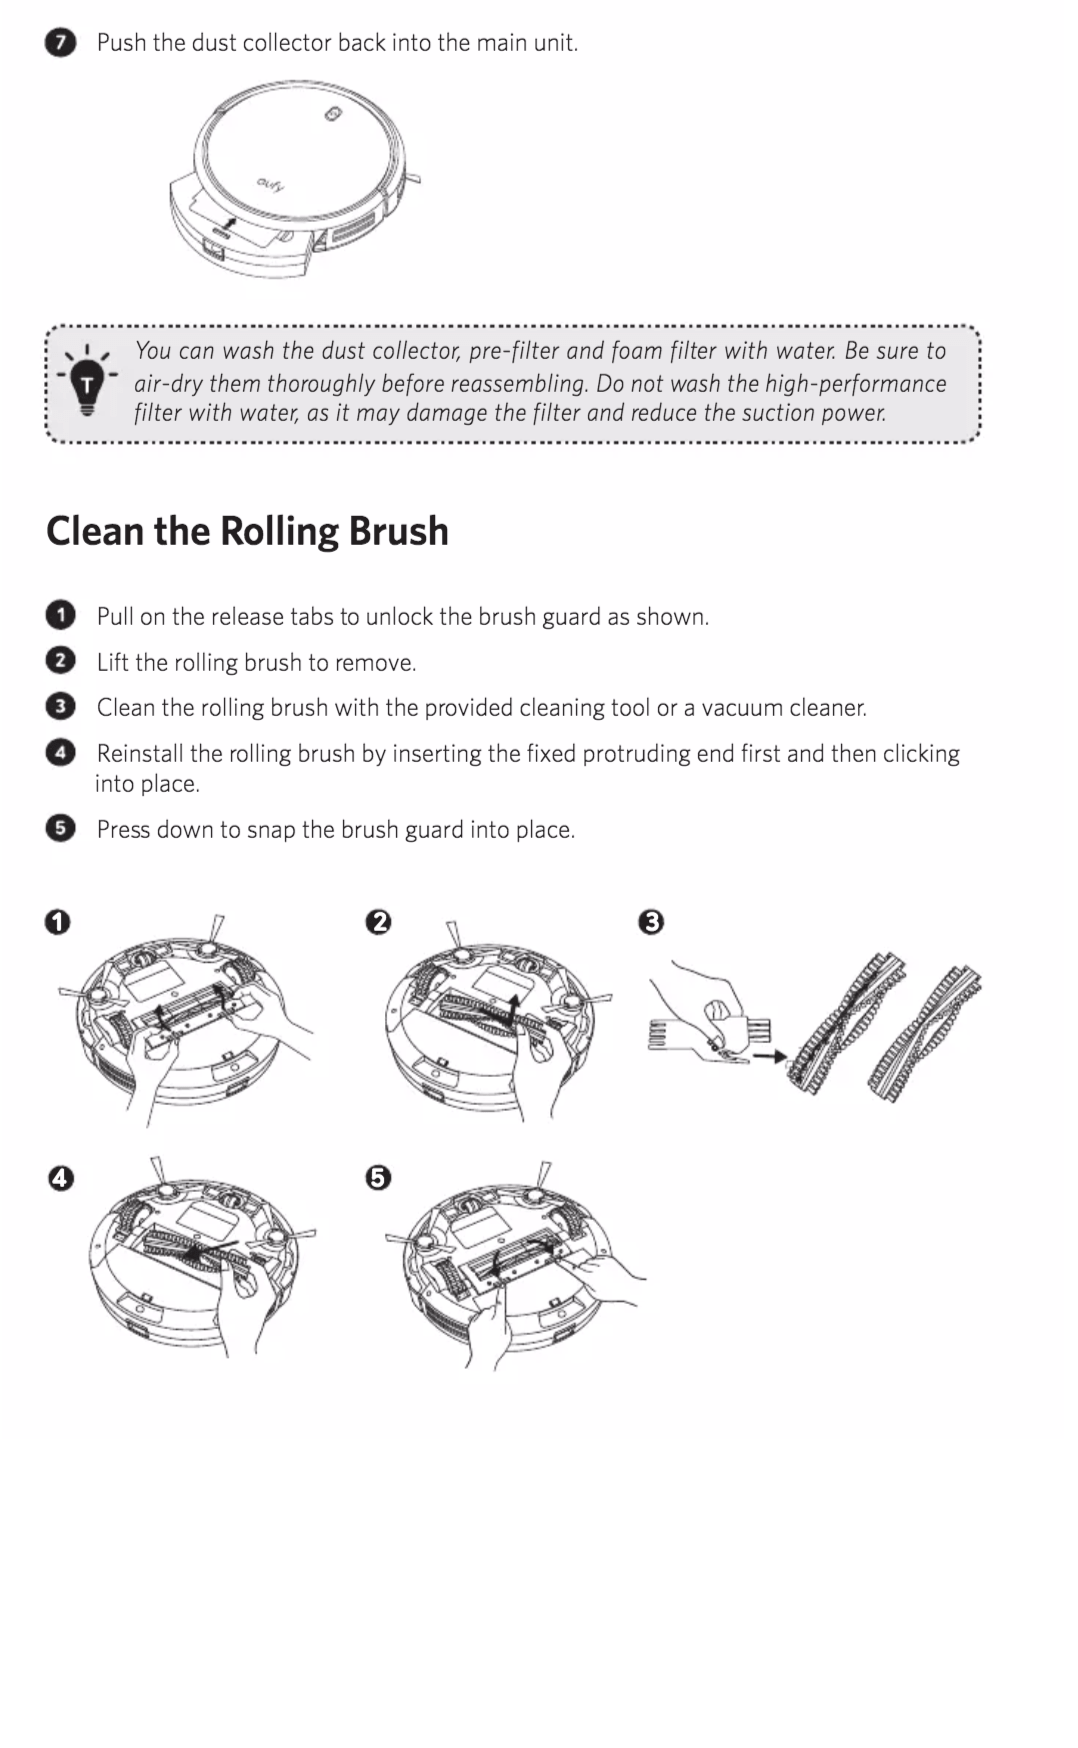 7 Push the dust collector back into the main unit.
eufy
T
You can wash the dust collector, pre-filter and foam filter with water. Be sure to
air-dry them thoroughly before reassembling. Do not wash the high-performance
filter with water, as it may damage the filter and reduce the suction power.
Clean the Rolling Brush
1 Pull on the release tabs to unlock the brush guard as shown.
2 Lift the rolling brush to remove.
3 Clean the rolling brush with the provided cleaning tool or a vacuum cleaner.
4 Reinstall the rolling brush by inserting the fixed protruding end first and then clicking
into place.
5 Press down to snap the brush guard into place.
1 2 3
4 5